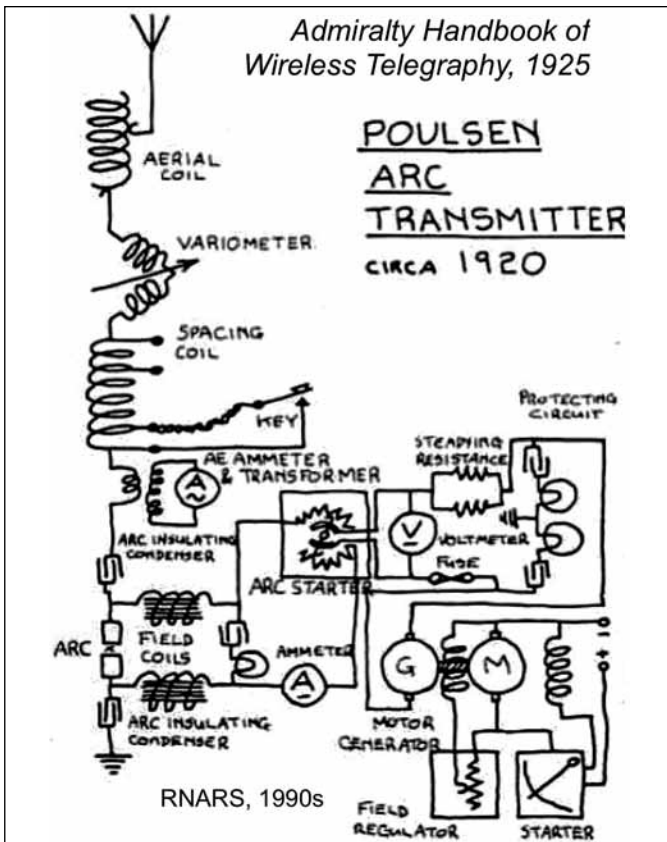 Admiralty Handbook of
Wireless Telegraphy, 1925
POULSEN
ARC
TRANSMITTER
CIRCA 1920
AERIAL
COIL
VARIOMETER.
SPACING
COIL
KEY
PROTECTING
CIRCUIT
STEADYING
RESISTANCE
AE AMMETER
& TRANSFORMER
A
V
VOLTMETER
ARC INSULATING
CONDENSER
FUSE
ARC STARTER
ARC
FIELD
COILS
AMMETER
A
G
M
+
ARC INSULATING
CONDENSER
MOTOR
GENERATOR
RNARS, 1990s
FIELD
REGULATOR
STARTER